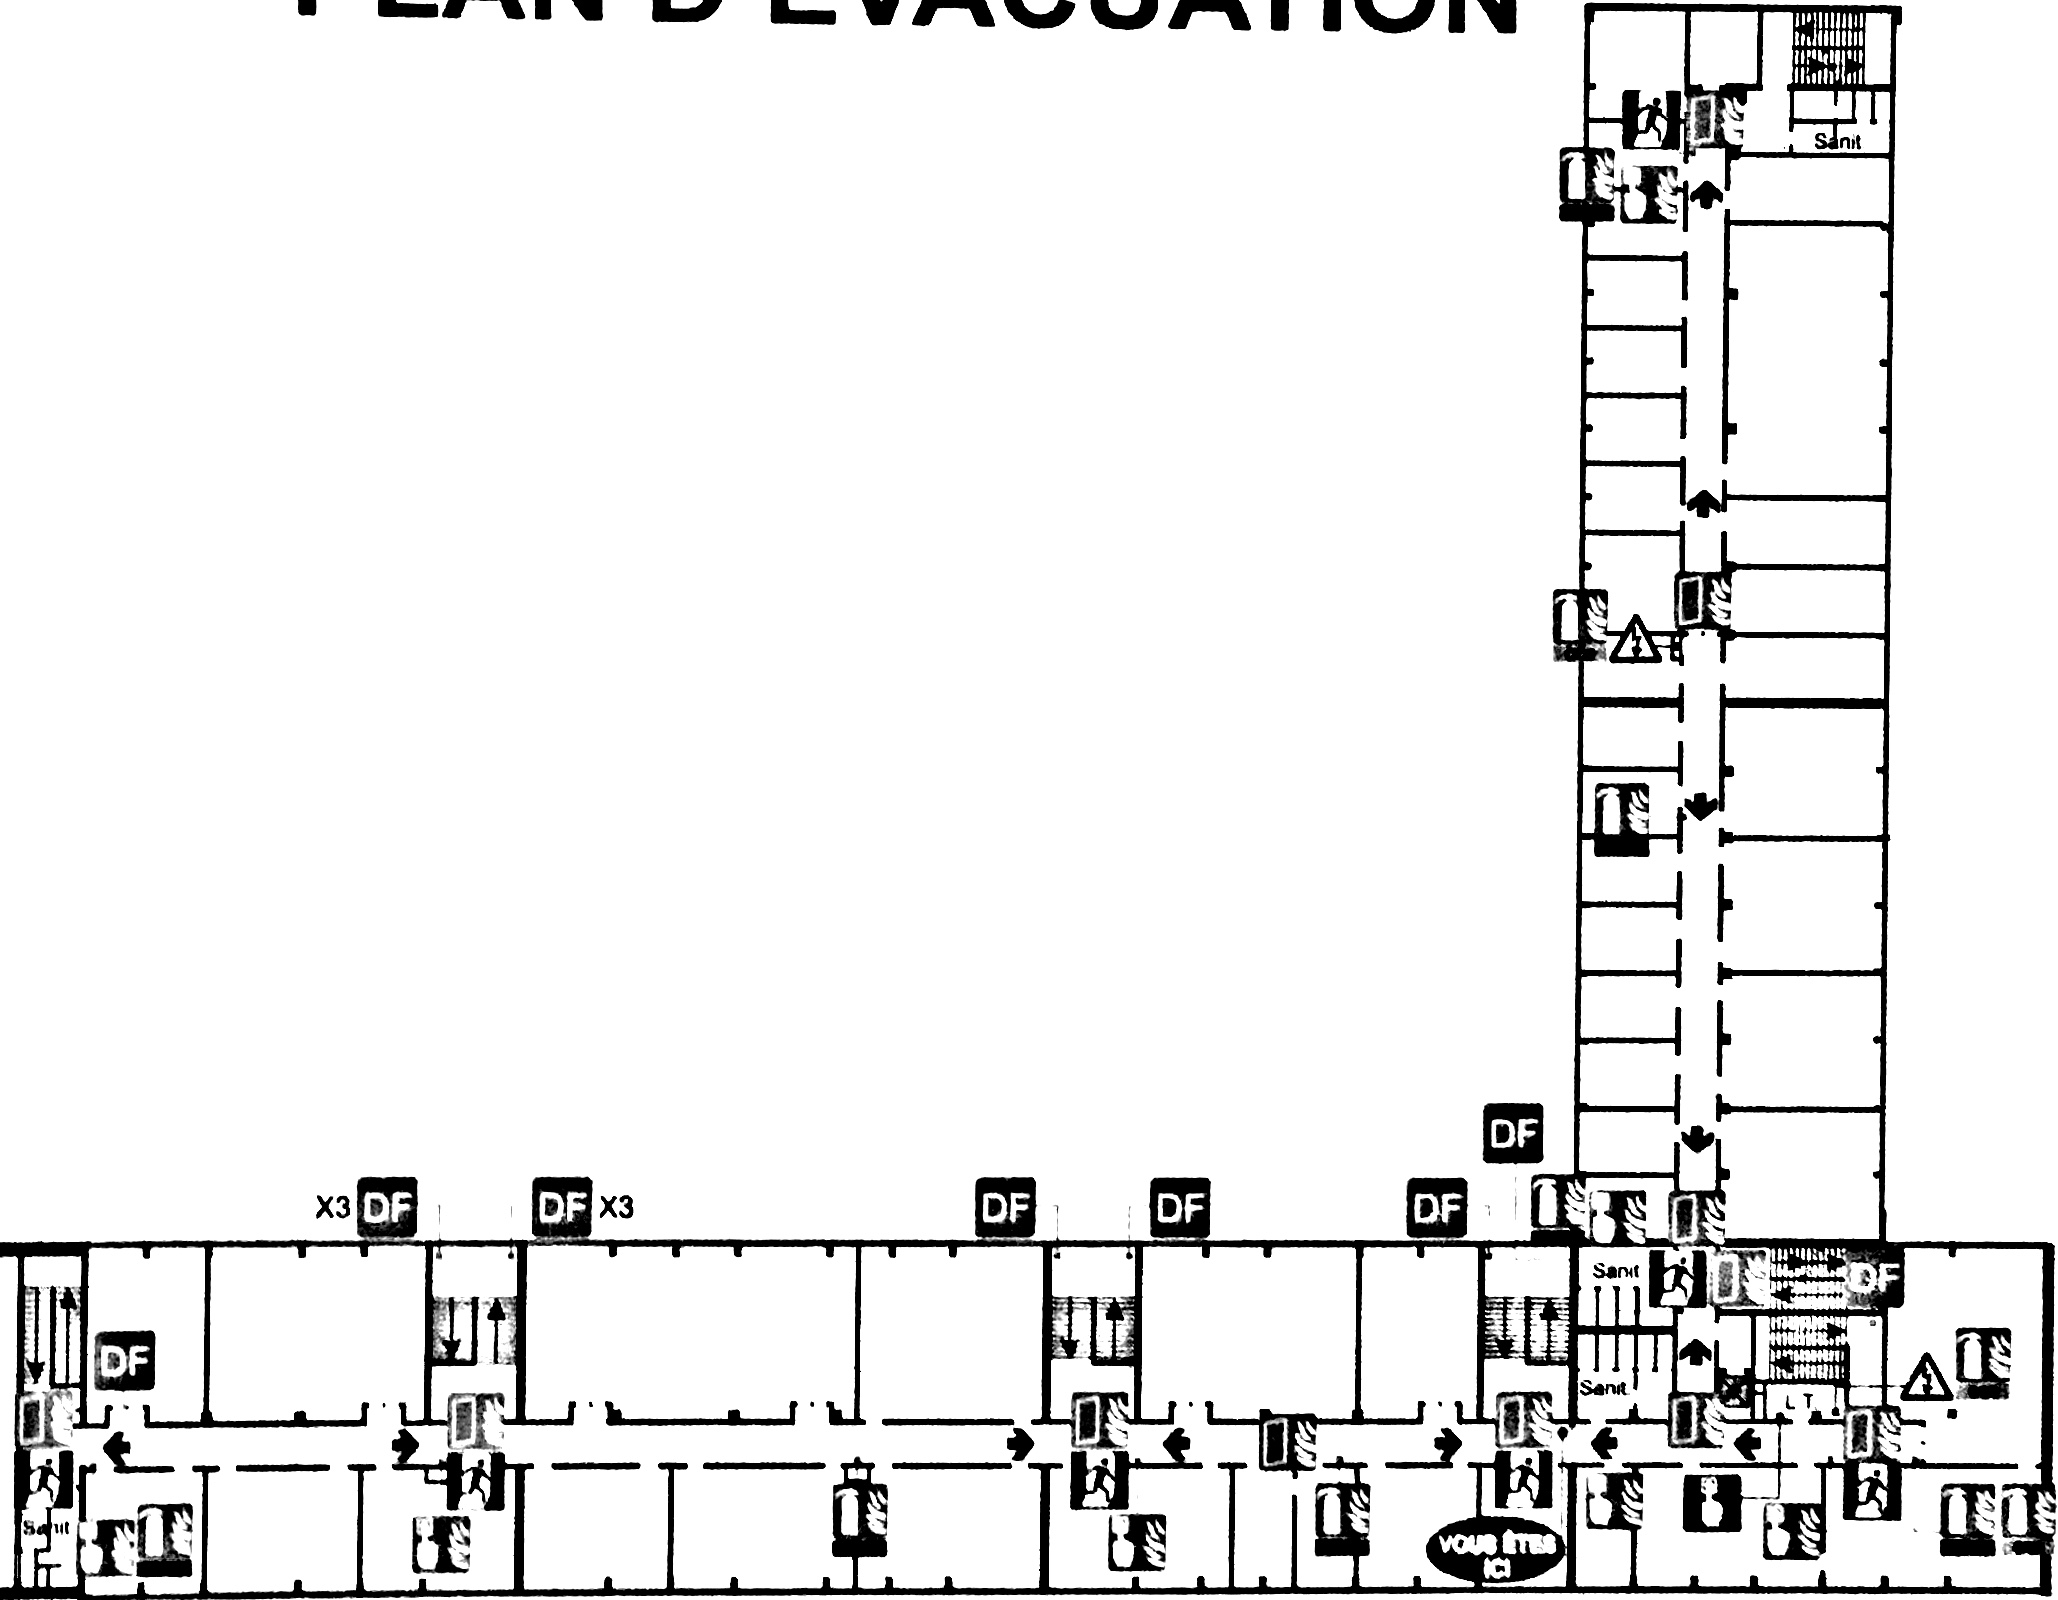 PLAN D'EVACUATION
Sanit
DF
X3 DF
DF X3
DF
DF
DF
Sanit
DF
DF
Sanit
L T
Sanit
VOUS ÊTES
ICI